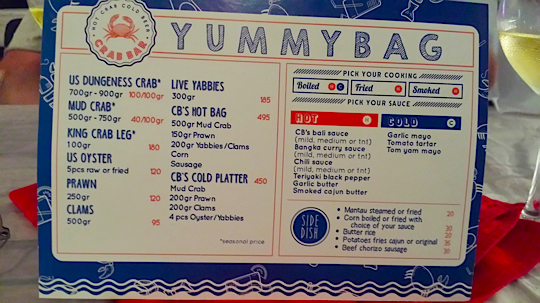 HOT CRAB COLD BEER
CRAB BAR
YUMMYBAG
US DUNGENESS CRAB*
700gr - 900gr 100/100gr
MUD CRAB*
500gr - 750gr 40/100gr
KING CRAB LEG*
100gr 180
US OYSTER
5pcs raw or fried 120
PRAWN
250gr 120
CLAMS
500gr 95
LIVE YABBIES
300gr 185
CB'S HOT BAG 495
500gr Mud Crab
150gr Prawn
200gr Yabbies /Clams
Corn
Sausage
CB'S COLD PLATTER 450
Mud Crab
200gr Prawn
200gr Clams
4 pcs Oyster/Yabbies
*seasonal price
PICK YOUR COOKING
Boiled H C
Fried H
Smoked H
PICK YOUR SAUCE
HOT H
CB's bali sauce
(mild, medium or tnt)
Bangka curry sauce
(mild, medium or tnt)
Chili sauce
(mild, medium or tnt)
Teriyaki black pepper
Garlic butter
Smoked cajun butter
COLD C
Garlic mayo
Tomato tartar
Tom yam mayo
SIDE
DISH
Mantau steamed or fried 20
Corn boiled or fried with
choice of your sauce 30
Butter rice
Potatoes fries cajun or original
Beef chorizo sausage